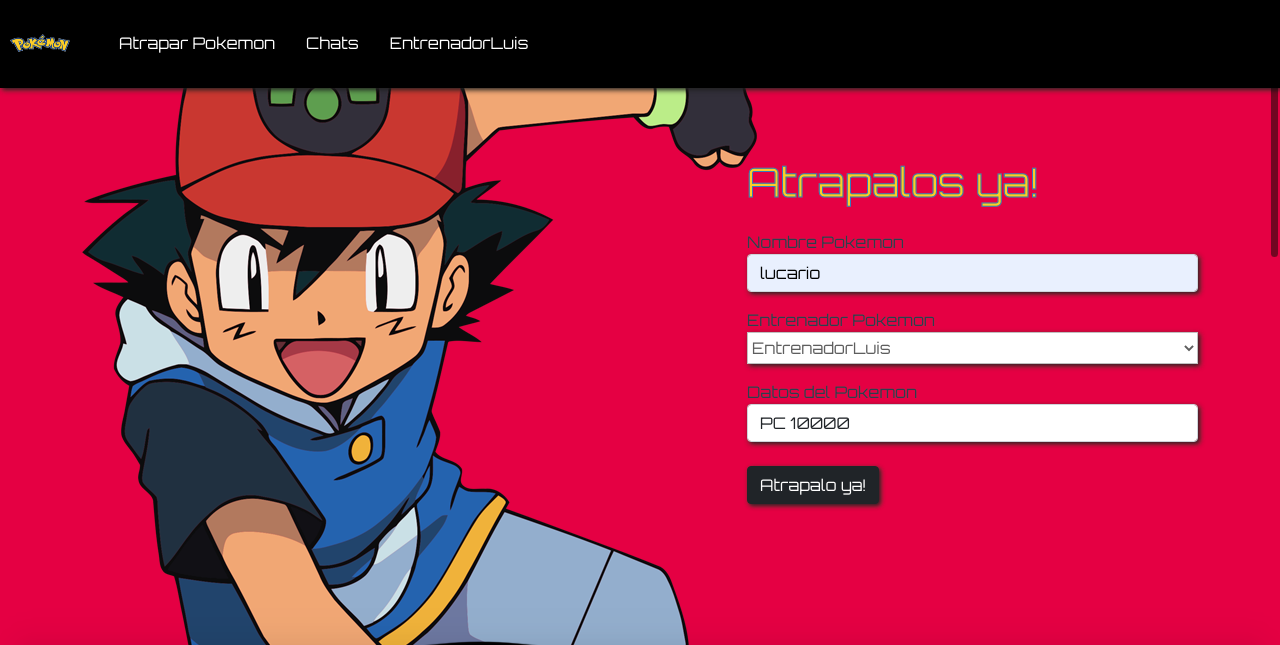 Pokémon
Atrapar Pokemon
Chats
EntrenadorLuis
Atrapalos ya!
Nombre Pokemon
lucario
Entrenador Pokemon
EntrenadorLuis
Datos del Pokemon
PC 10000
Atrapalo ya!